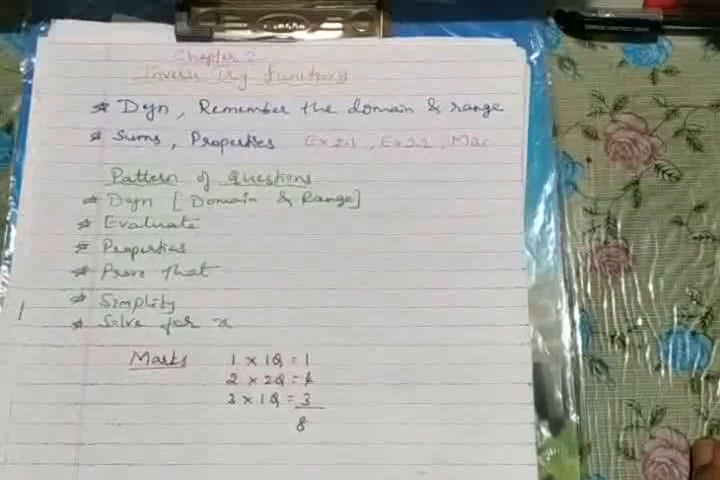 Chapter 2
Inverse Trig functions
* Defn, Remember the domain & range
* Sums, Properties Ex 2.1, Ex 2.2, Misc
Pattern of Questions
* Defn [Domain & Range]
* Evaluate
* Properties
* Prove that
* Simplify
* Solve for x
Marks 1 x 1Q = 1
2 x 2Q = 4
3 x 1Q = 3
8